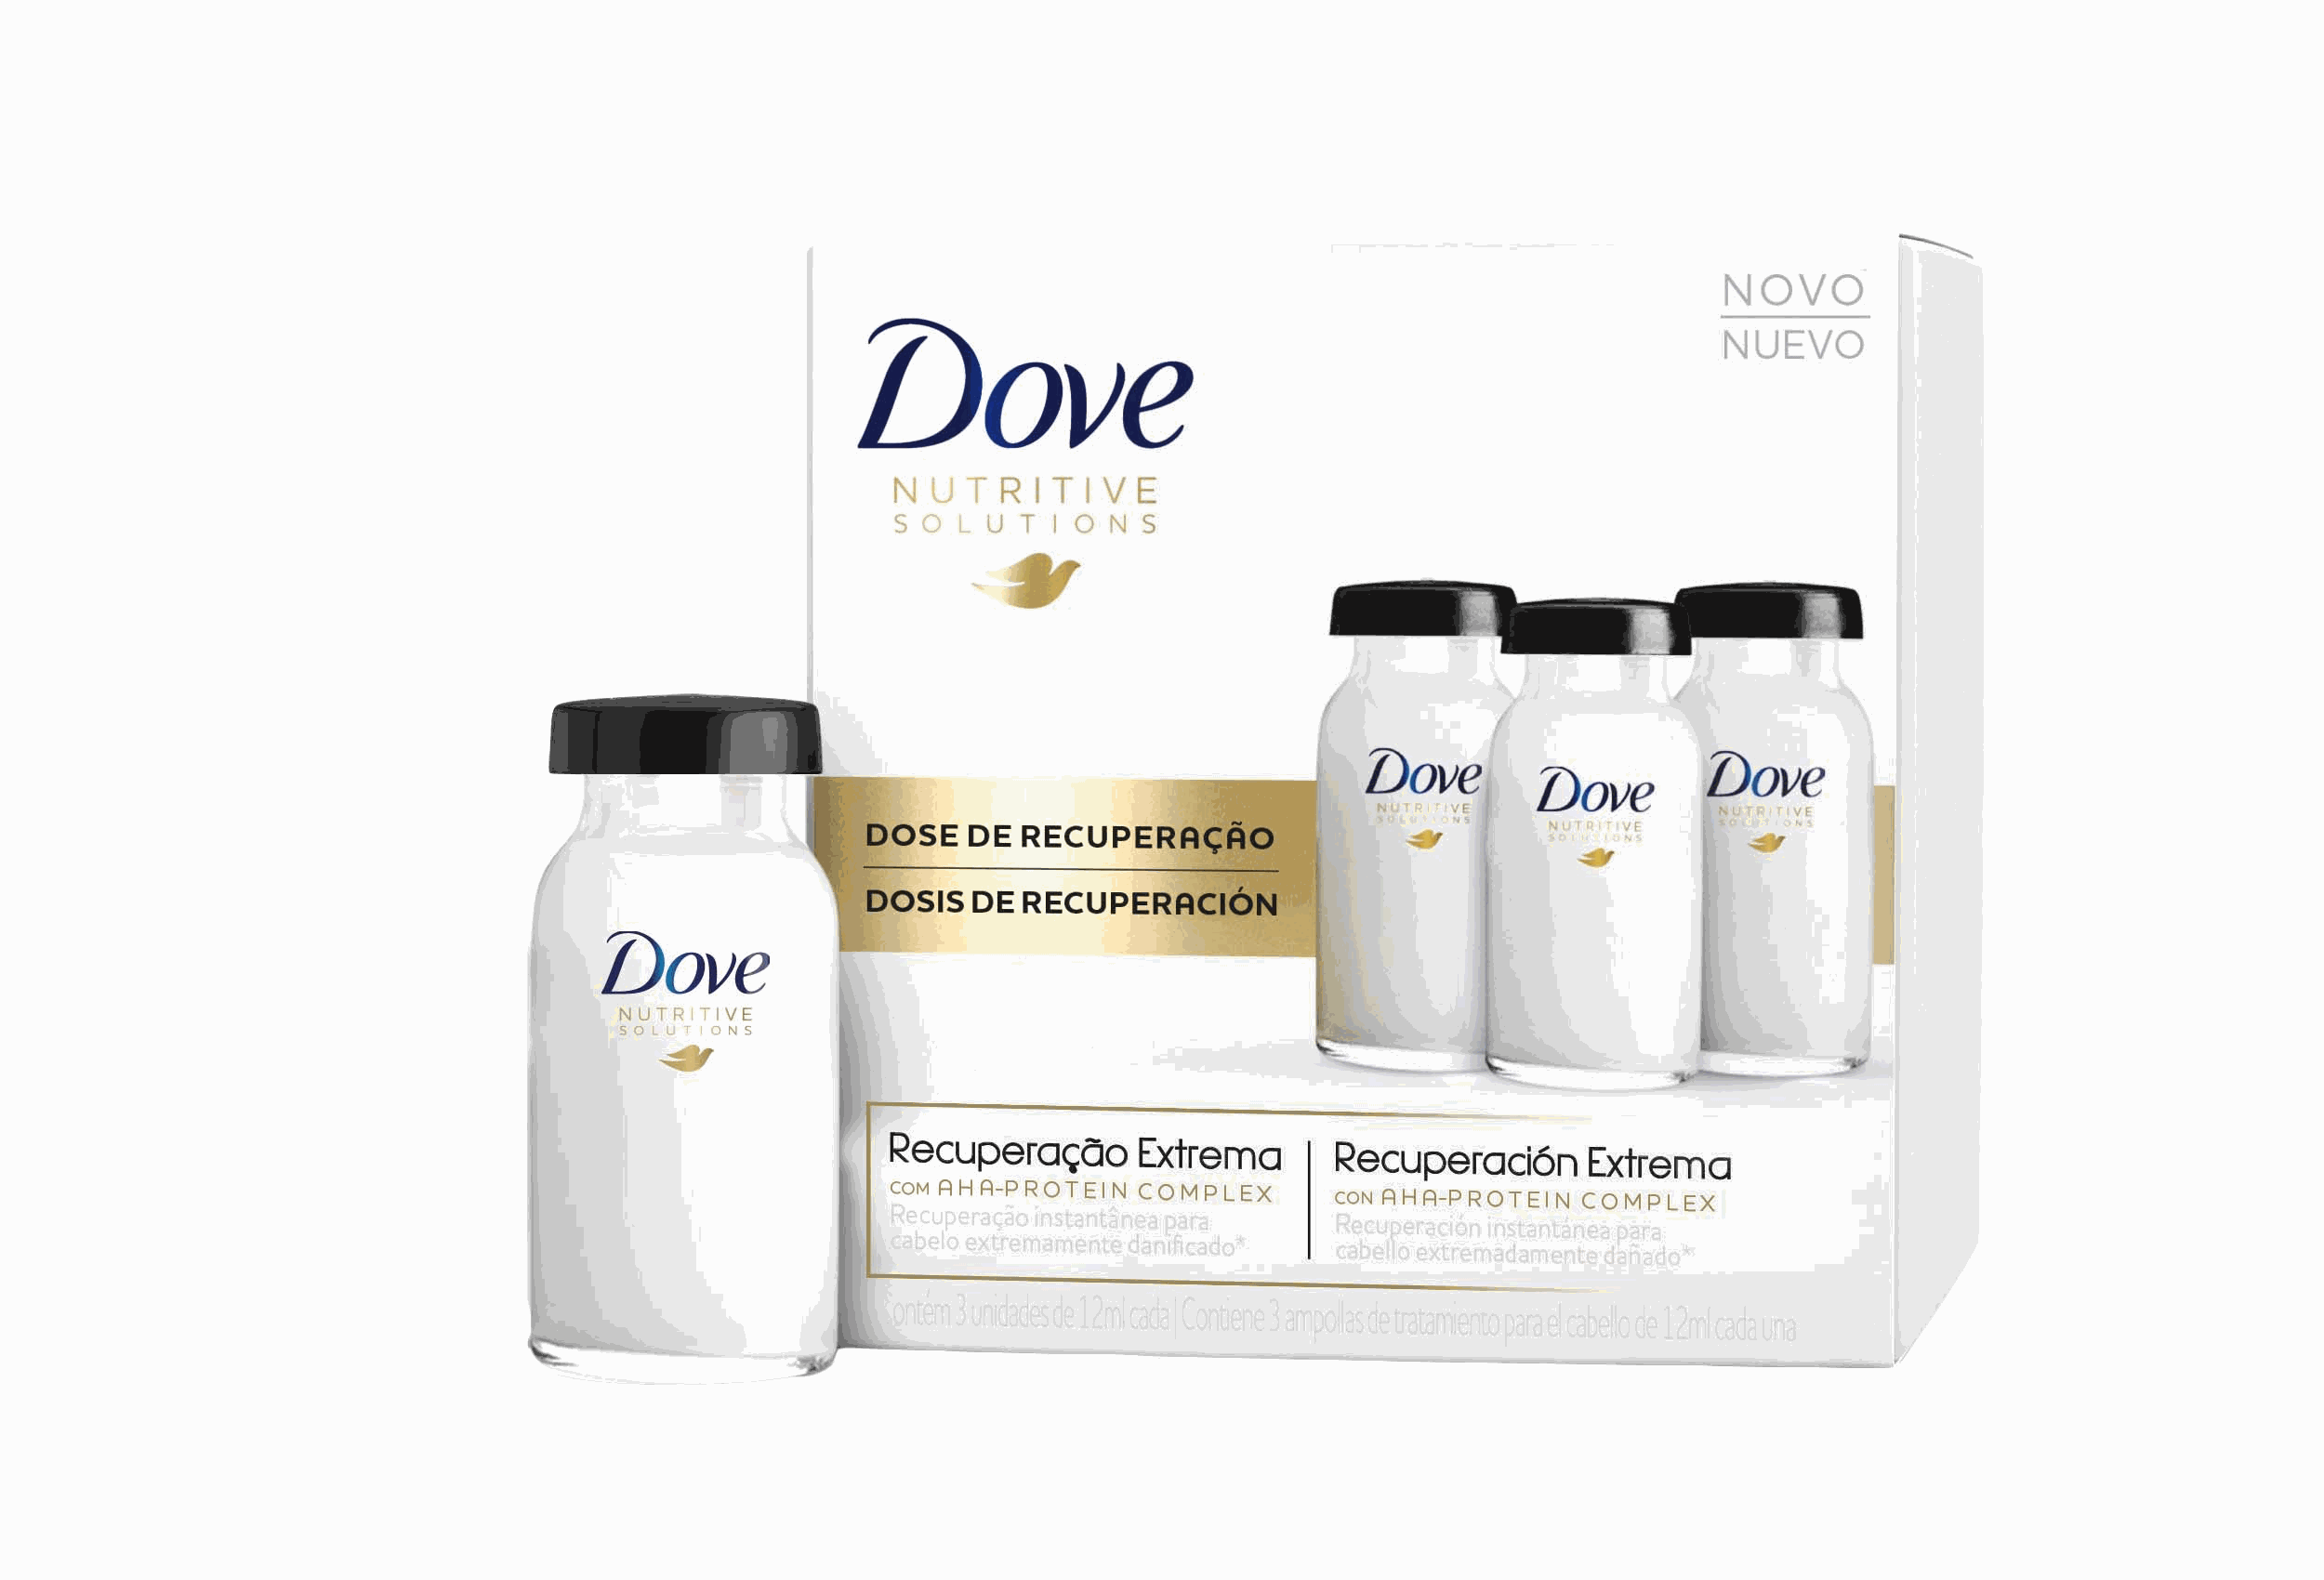 NOVO
NUEVO
Dove
NUTRITIVE
SOLUTIONS
DOSE DE RECUPERAÇÃO
DOSIS DE RECUPERACIÓN
Dove
NUTRITIVE
SOLUTIONS
Dove
NUTRITIVE
SOLUTIONS
Dove
NUTRITIVE
SOLUTIONS
Dove
NUTRITIVE
SOLUTIONS
Recuperação Extrema
COM AHA-PROTEIN COMPLEX
Recuperação instantânea para
cabelo extremamente danificado*
Recuperación Extrema
CON AHA-PROTEIN COMPLEX
Recuperación instantánea para
cabello extremadamente dañado*
ontém 3 unidades de 12ml cada | Contiene 3 ampollas de tratamiento para el cabello de 12ml cada una